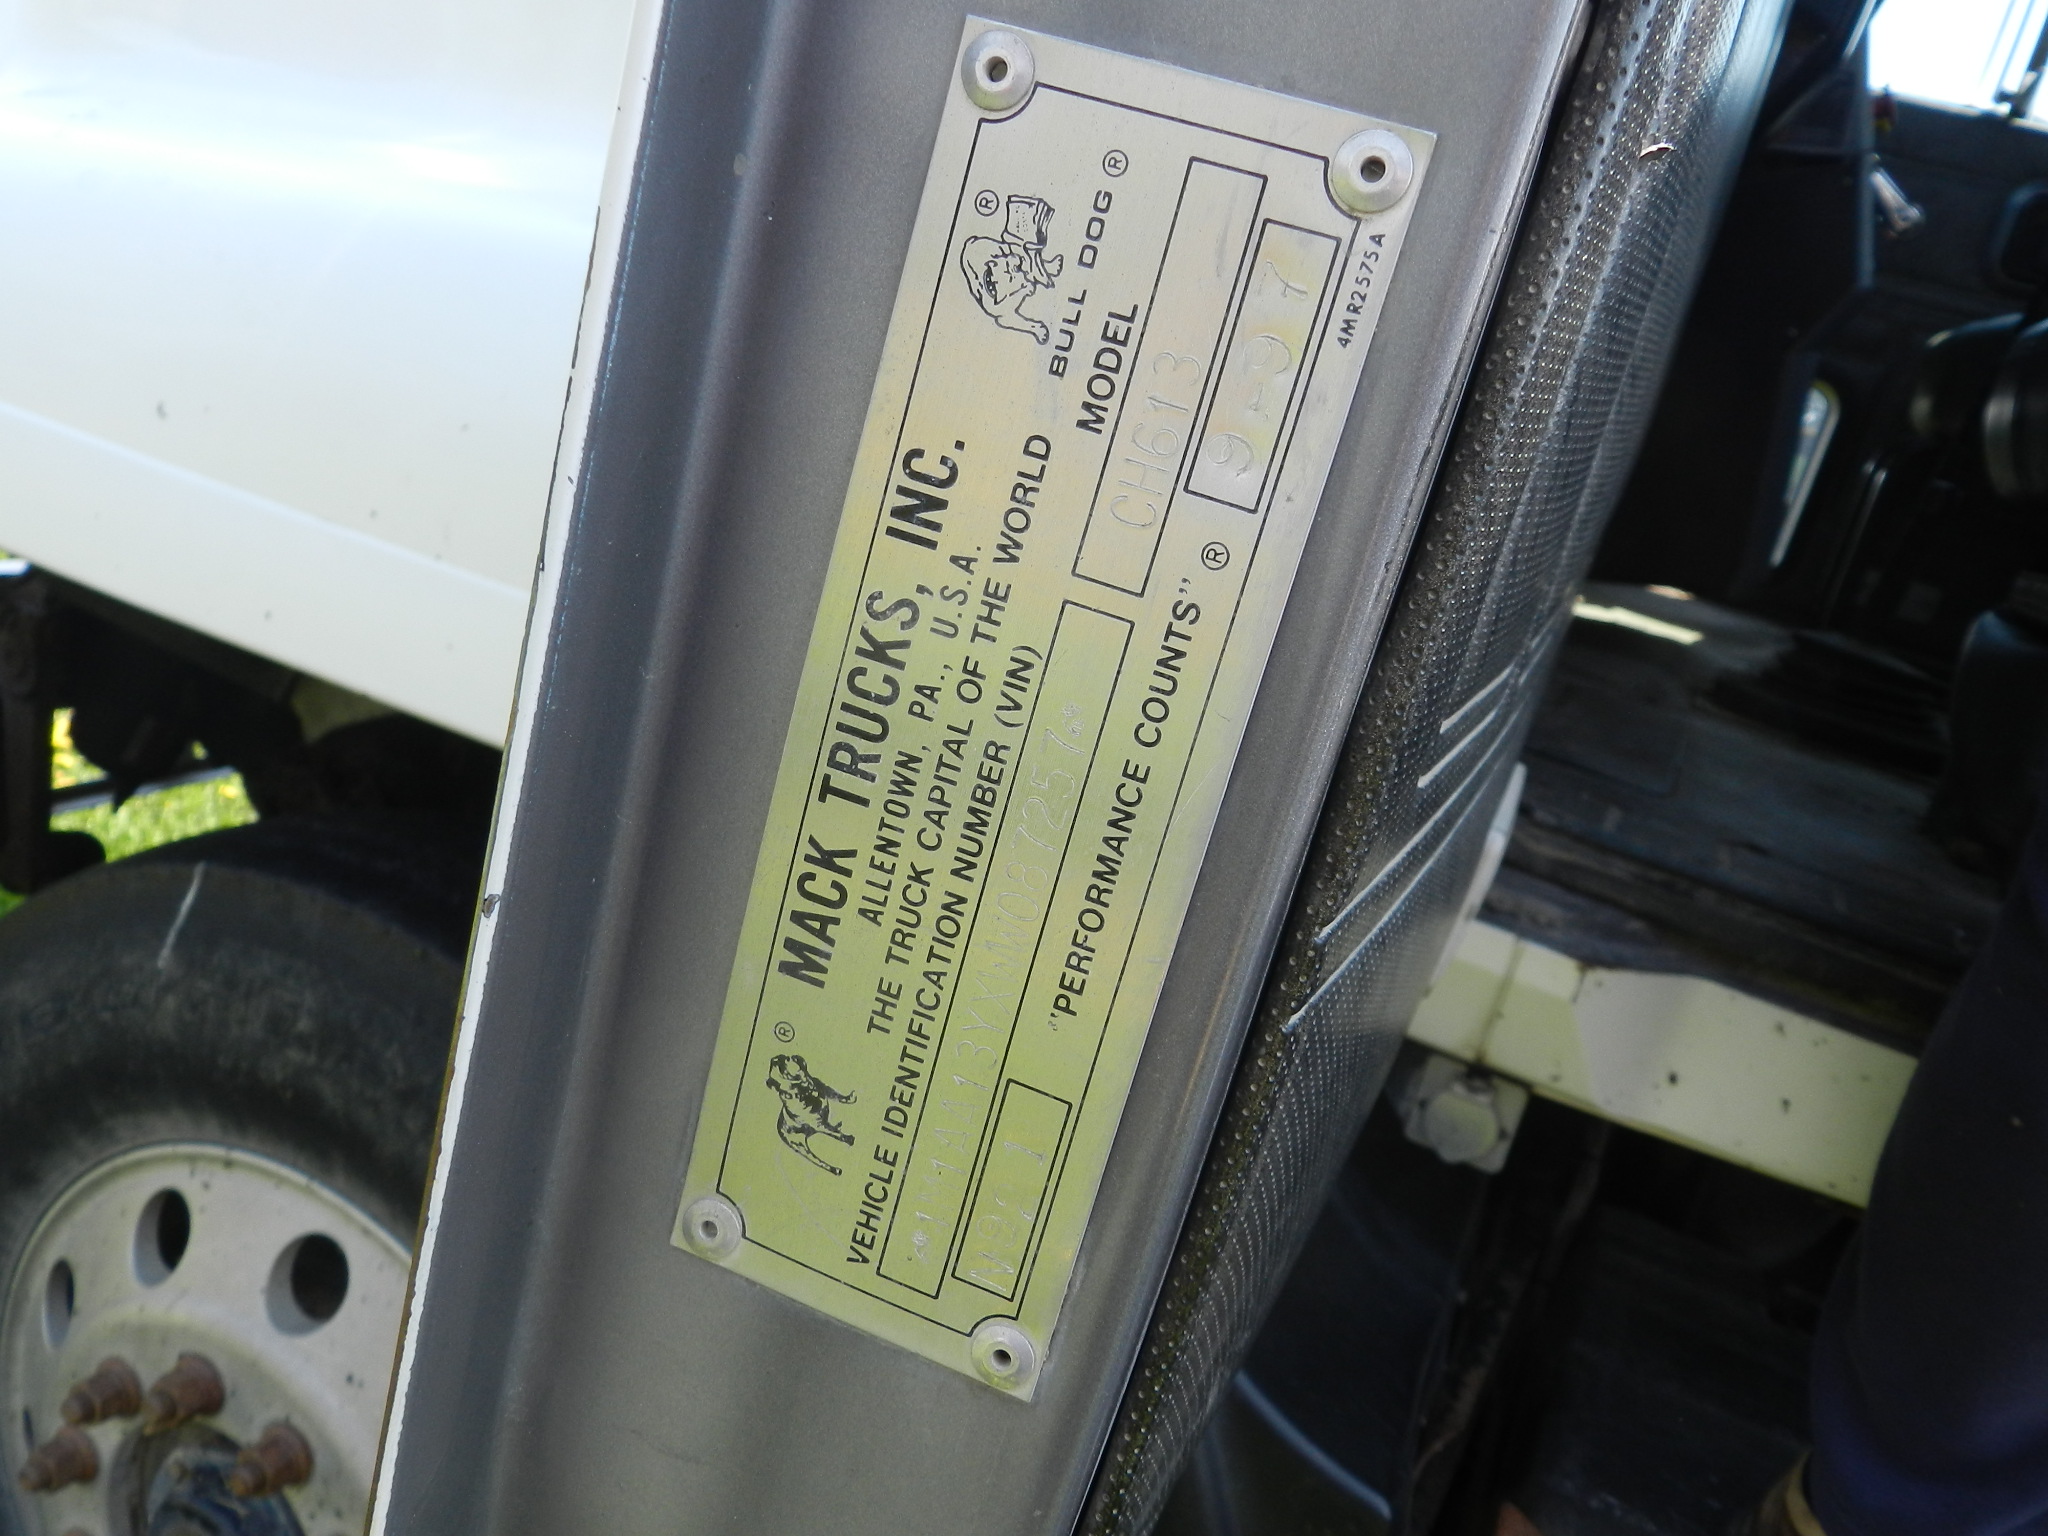 ®
MACK TRUCKS, INC.
ALLENTOWN, PA., U.S.A.
THE TRUCK CAPITAL OF THE WORLD
®
BULL DOG ®
VEHICLE IDENTIFICATION NUMBER (VIN)
MODEL
*1M1AA13YXWW087257*
CH613
"PERFORMANCE COUNTS" ®
9-97
4MR2575A